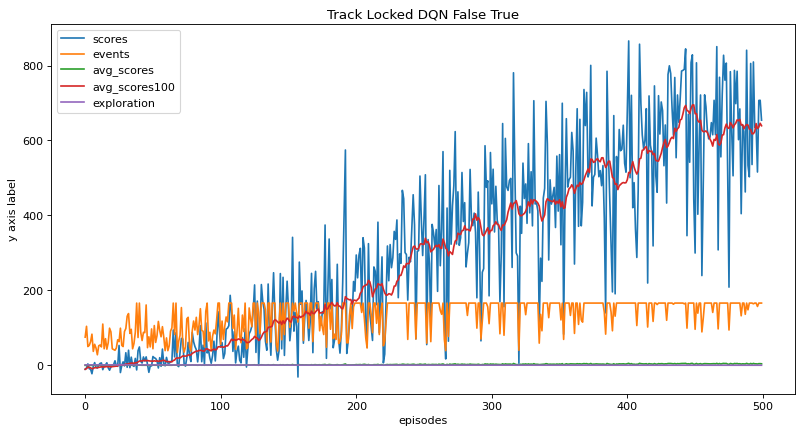 Track Locked DQN False True
scores
events
avg_scores
avg_scores100
exploration
y axis label
800
600
400
200
0
0
100
200
300
400
500
episodes